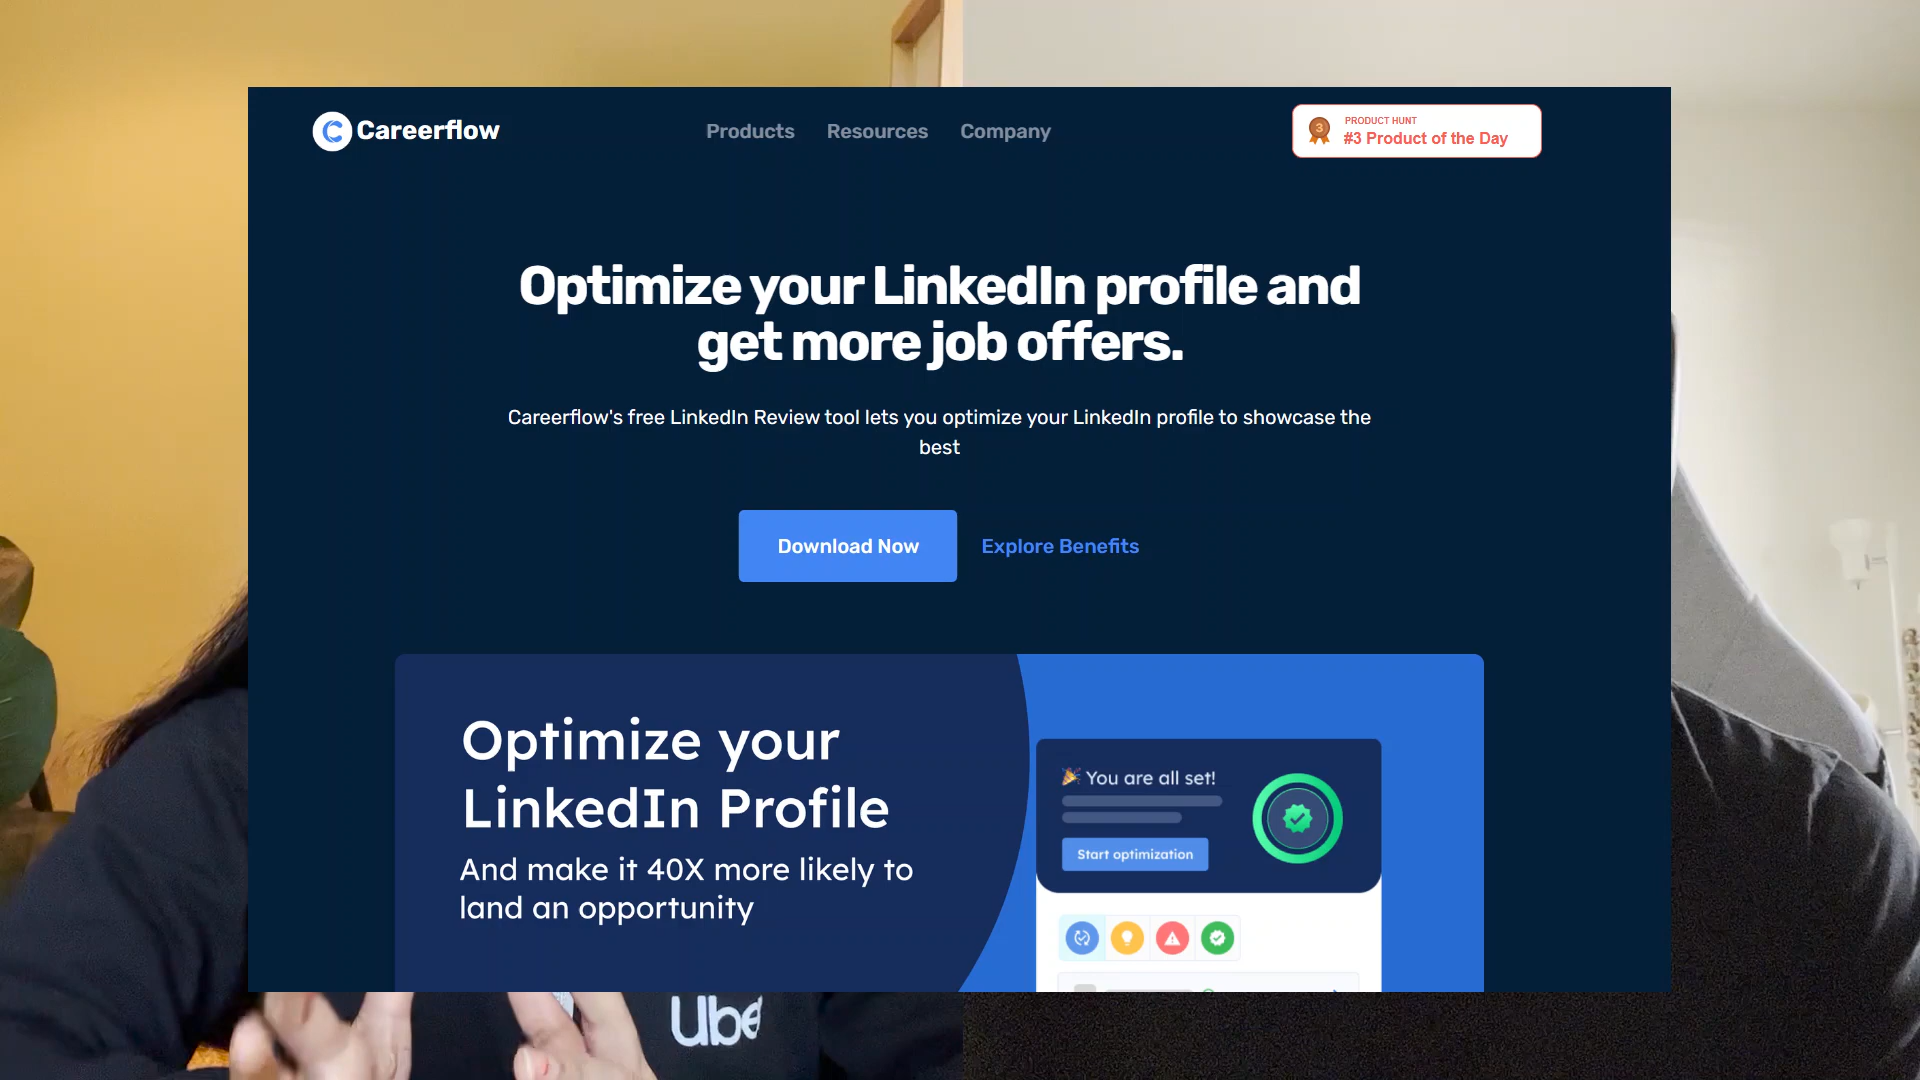 Careerflow
Products
Resources
Company
PRODUCT HUNT
#3 Product of the Day
3
Optimize your LinkedIn profile and
get more job offers.
Careerflow's free LinkedIn Review tool lets you optimize your LinkedIn profile to showcase the
best
Download Now
Explore Benefits
Optimize your
LinkedIn Profile
And make it 40X more likely to
land an opportunity
🎉 You are all set!
Start optimization
Ube